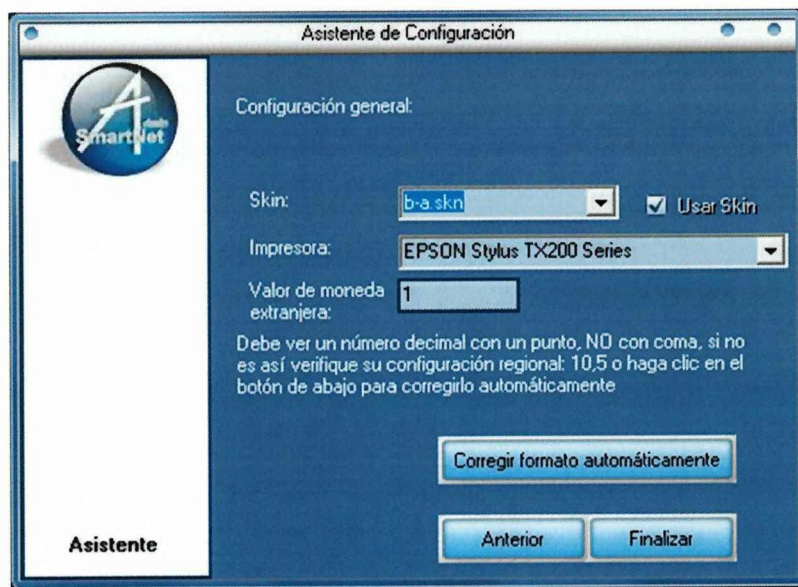 Asistente de Configuración
A
SmartNet
Configuración general:
Skin:
b-a.skn
Usar Skin
Impresora:
EPSON Stylus TX200 Series
Valor de moneda
extranjera:
1
Debe ver un número decimal con un punto, NO con coma, si no
es así verifique su configuración regional: 10,5 o haga clic en el
botón de abajo para corregirlo automáticamente
Corregir formato automáticamente
Asistente
Anterior
Finalizar